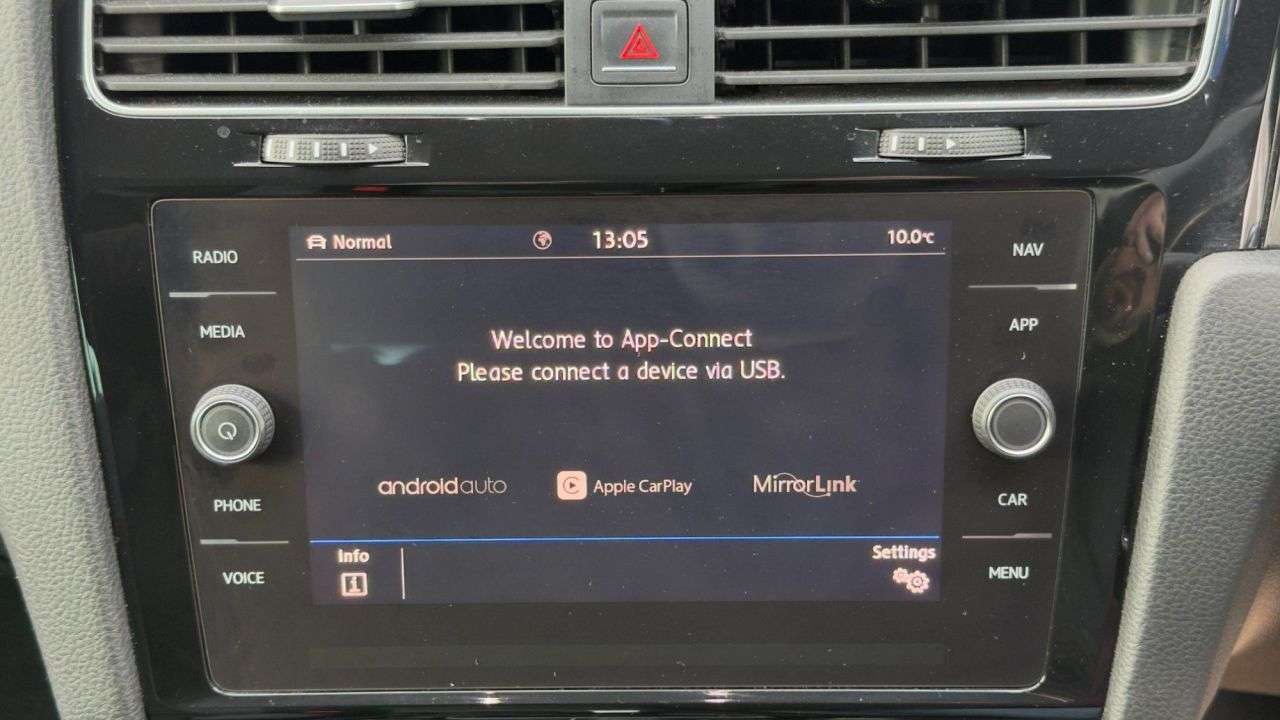 RADIO
MEDIA
PHONE
VOICE
Normal
13:05
10.0°C
Welcome to App-Connect
Please connect a device via USB.
androidauto
Apple CarPlay
MirrorLink
Info
Settings
NAV
APP
CAR
MENU